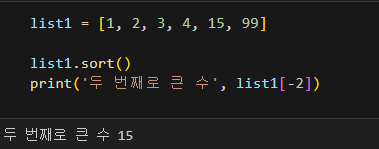 list1 = [1, 2, 3, 4, 15, 99]
list1.sort()
print('두 번째로 큰 수', list1[-2])
두 번째로 큰 수 15